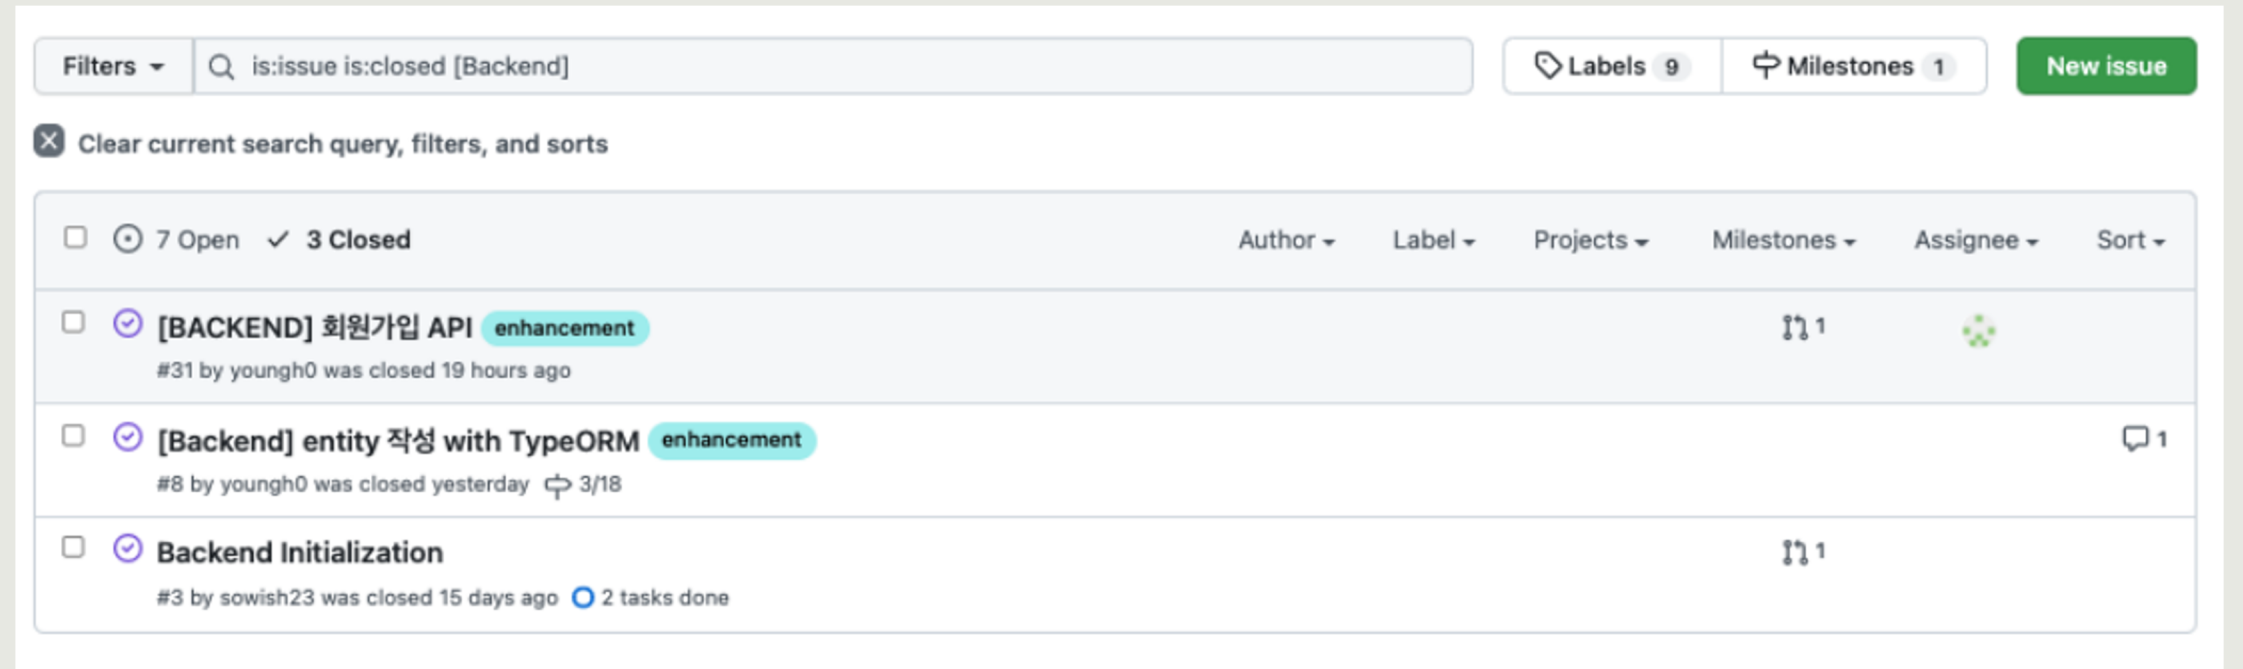 Filters is:issue is:closed [Backend] Labels 9 Milestones 1 New issue
Clear current search query, filters, and sorts
7 Open 3 Closed Author Label Projects Milestones Assignee Sort
[BACKEND] 회원가입 API enhancement 1
#31 by youngh0 was closed 19 hours ago
[Backend] entity 작성 with TypeORM enhancement 1
#8 by youngh0 was closed yesterday 3/18
Backend Initialization 1
#3 by sowish23 was closed 15 days ago 2 tasks done